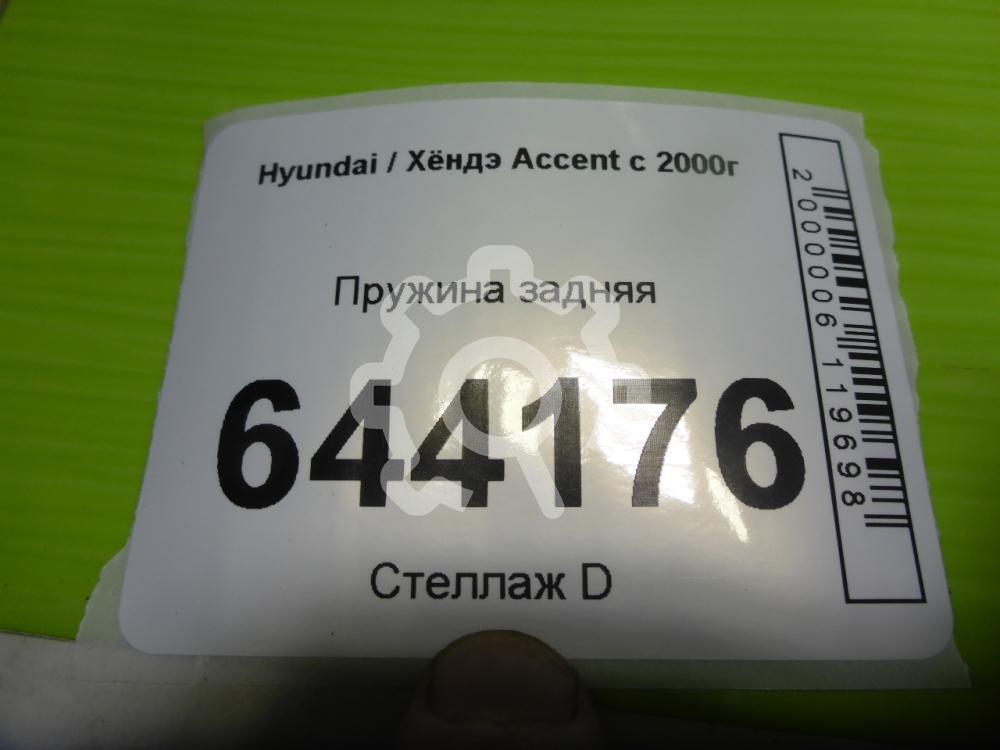 Hyundai / Хёндэ Accent с 2000г
Пружина задняя
644176
Стеллаж D
2000006119698